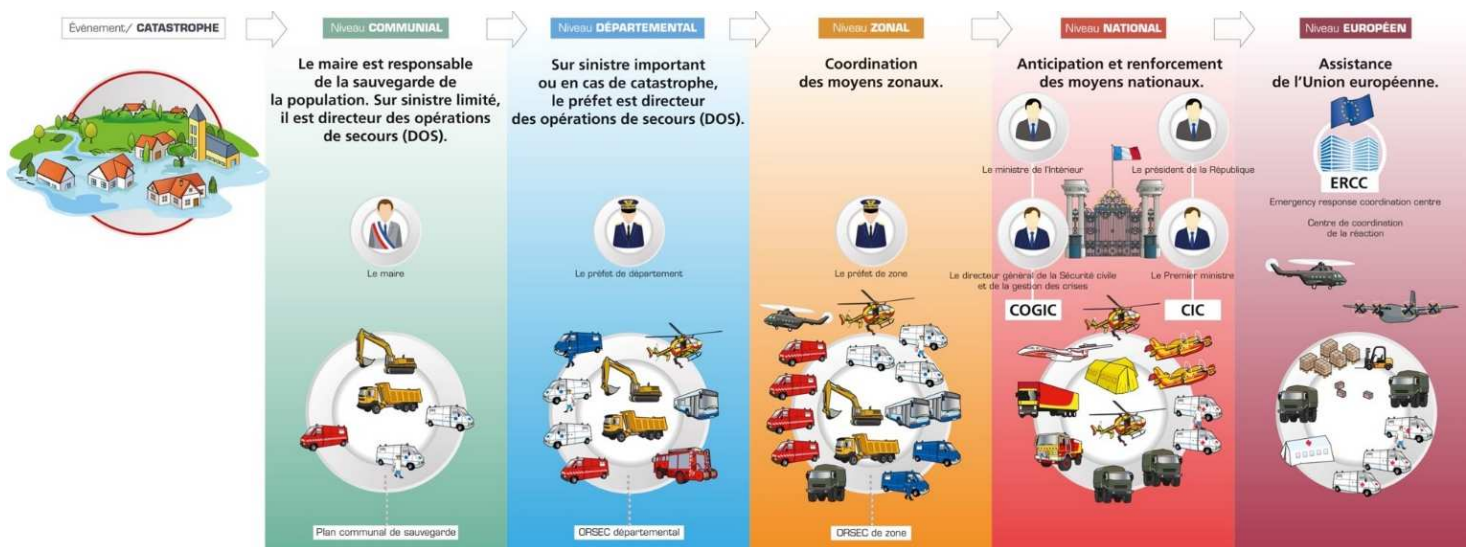 Évènement/ CATASTROPHE
Niveau COMMUNIAL
Le maire est responsable
de la sauvegarde de
la population. Sur sinistre limité,
il est directeur des opérations
de secours (DOS).
Le maire
Plan communal de sauvegarde
Niveau DÉPARTEMENTAL
Sur sinistre important
ou en cas de catastrophe,
le préfet est directeur
des opérations de secours (DOS).
Le préfet de département
ORSEC départemental
Niveau ZONAL
Coordination
des moyens zonaux.
Le préfet de zone
ORSEC de zone
Niveau NATIONAL
Anticipation et renforcement
des moyens nationaux.
Le ministre de l'Intérieur
Le président de la République
Le directeur général de la Sécurité civile
et de la gestion des crises
Le Premier ministre
COGIC
CIC
Niveau EUROPÉEN
Assistance
de l'Union européenne.
ERCC
Emergency response coordination centre
Centre de coordination
de la réaction